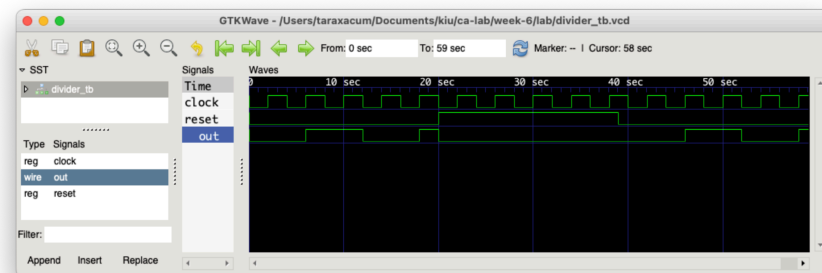 GTKWave - /Users/taraxacum/Documents/kiu/ca-lab/week-6/lab/divider_tb.vcd
From: 0 sec To: 59 sec Marker: -- | Cursor: 58 sec
SST
divider_tb
Type Signals
reg clock
wire out
reg reset
Filter:
Append Insert Replace
Signals
Time
clock
reset
out
Waves
0 10 sec 20 sec 30 sec 40 sec 50 sec